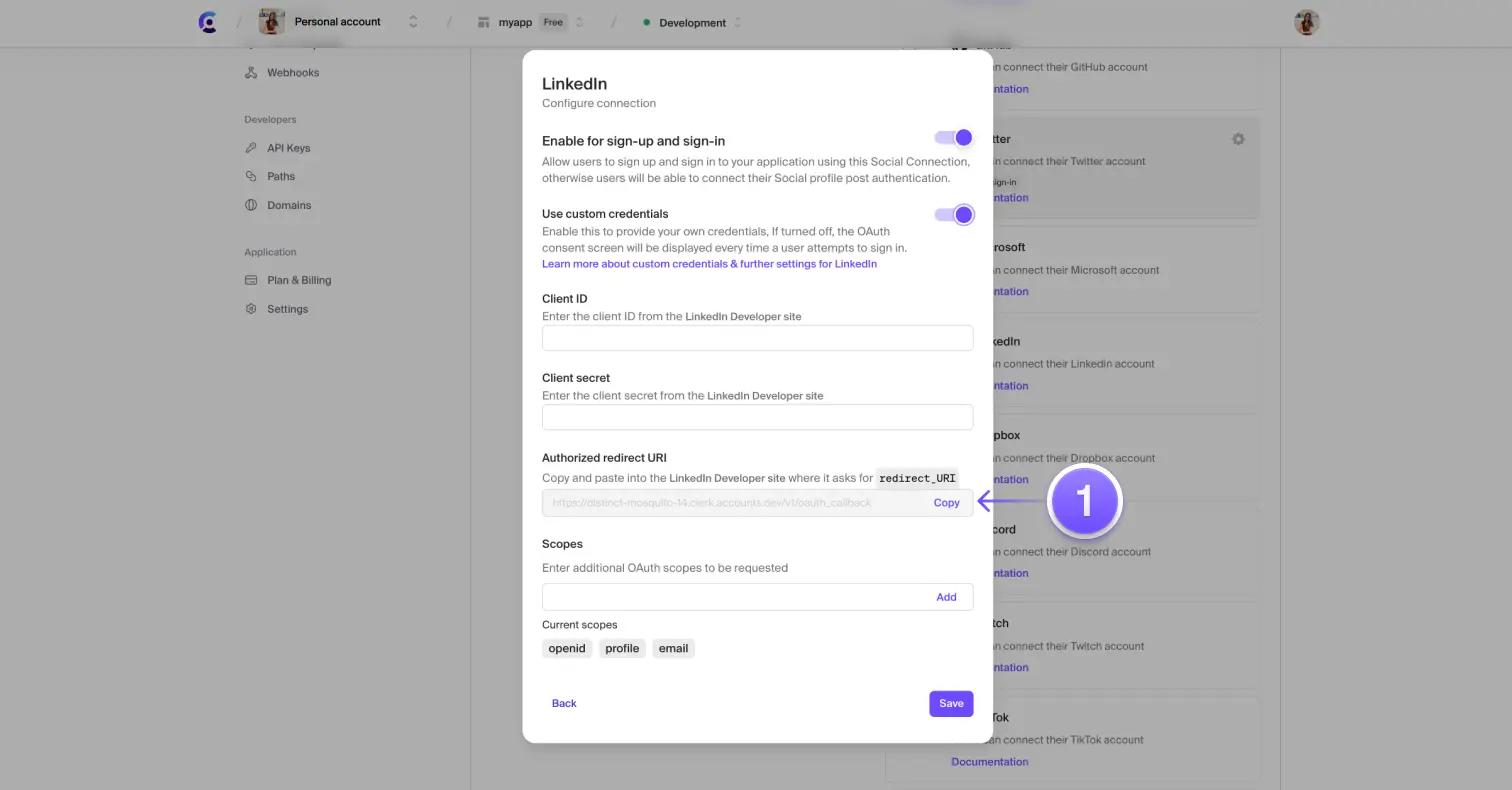 Personal account
myapp Free
Development
Webhooks
Developers
API Keys
Paths
Domains
Application
Plan & Billing
Settings
LinkedIn
Configure connection
Enable for sign-up and sign-in
Allow users to sign up and sign in to your application using this Social Connection,
otherwise users will be able to connect their Social profile post authentication.
Use custom credentials
Enable this to provide your own credentials, If turned off, the OAuth
consent screen will be displayed every time a user attempts to sign in.
Learn more about custom credentials & further settings for LinkedIn
Client ID
Enter the client ID from the LinkedIn Developer site
Client secret
Enter the client secret from the LinkedIn Developer site
Authorized redirect URI
Copy and paste into the LinkedIn Developer site where it asks for redirect_URI
https://distinct-mosquito-14.clerk.accounts.dev/v1/oauth_callback Copy
1
Scopes
Enter additional OAuth scopes to be requested
Add
Current scopes
openid profile email
Back
Save
an connect their GitHub account
ntation
tter
an connect their Twitter account
sign-in
ntation
rosoft
an connect their Microsoft account
ntation
kedIn
an connect their Linkedin account
ntation
pbox
an connect their Dropbox account
ntation
cord
an connect their Discord account
ntation
tch
an connect their Twitch account
ntation
Tok
an connect their TikTok account
Documentation